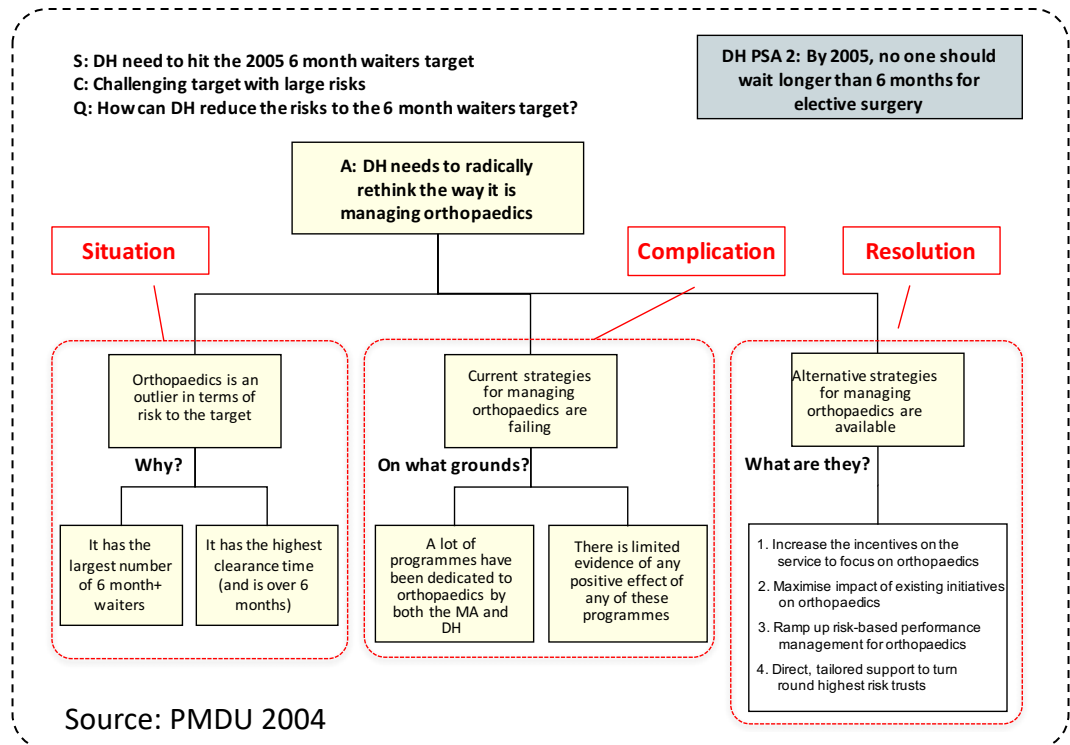 S: DH need to hit the 2005 6 month waiters target
C: Challenging target with large risks
Q: How can DH reduce the risks to the 6 month waiters target?
DH PSA 2: By 2005, no one should
wait longer than 6 months for
elective surgery
A: DH needs to radically
rethink the way it is
managing orthopaedics
Situation
Complication
Resolution
Orthopaedics is an
outlier in terms of
risk to the target
Current strategies
for managing
orthopaedics are
failing
Alternative strategies
for managing
orthopaedics are
available
Why?
On what grounds?
What are they?
It has the
largest number
of 6 month+
waiters
It has the highest
clearance time
(and is over 6
months)
A lot of
programmes have
been dedicated to
orthopaedics by
both the MA and
DH
There is limited
evidence of any
positive effect of
any of these
programmes
1. Increase the incentives on the
service to focus on orthopaedics
2. Maximise impact of existing initiatives
on orthopaedics
3. Ramp up risk-based performance
management for orthopaedics
4. Direct, tailored support to turn
round highest risk trusts
Source: PMDU 2004